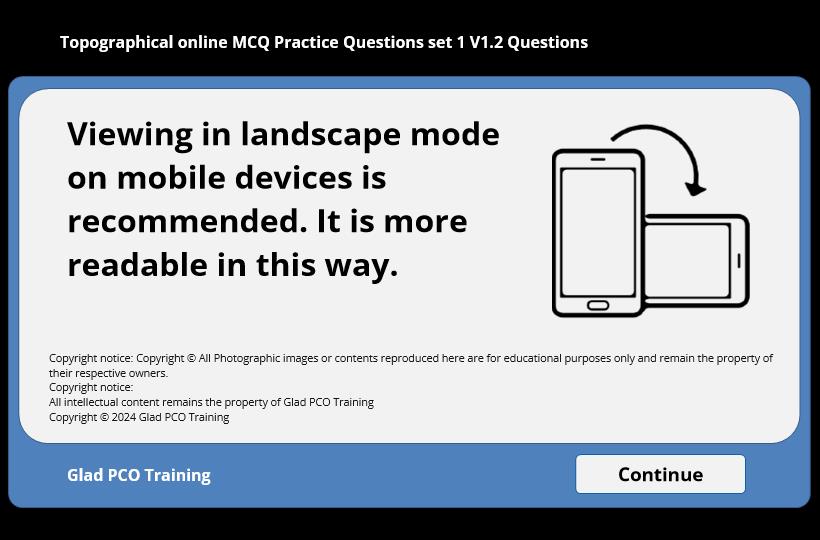 Topographical online MCQ Practice Questions set 1 V1.2 Questions
Viewing in landscape mode
on mobile devices is
recommended. It is more
readable in this way.
Copyright notice: Copyright © All Photographic images or contents reproduced here are for educational purposes only and remain the property of
their respective owners.
Copyright notice:
All intellectual content remains the property of Glad PCO Training
Copyright © 2024 Glad PCO Training
Glad PCO Training
Continue